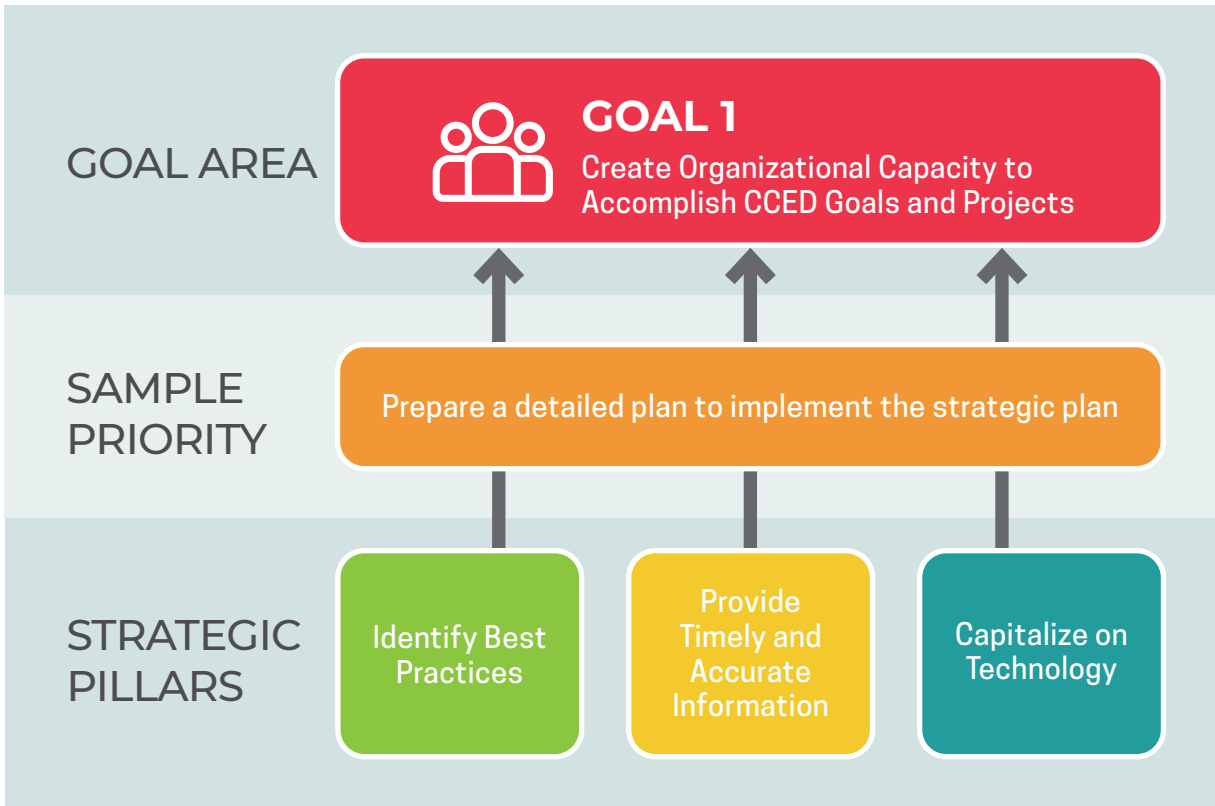 GOAL AREA
GOAL 1
Create Organizational Capacity to
Accomplish CCED Goals and Projects
SAMPLE
PRIORITY
Prepare a detailed plan to implement the strategic plan
STRATEGIC
PILLARS
Identify Best
Practices
Provide
Timely and
Accurate
Information
Capitalize on
Technology